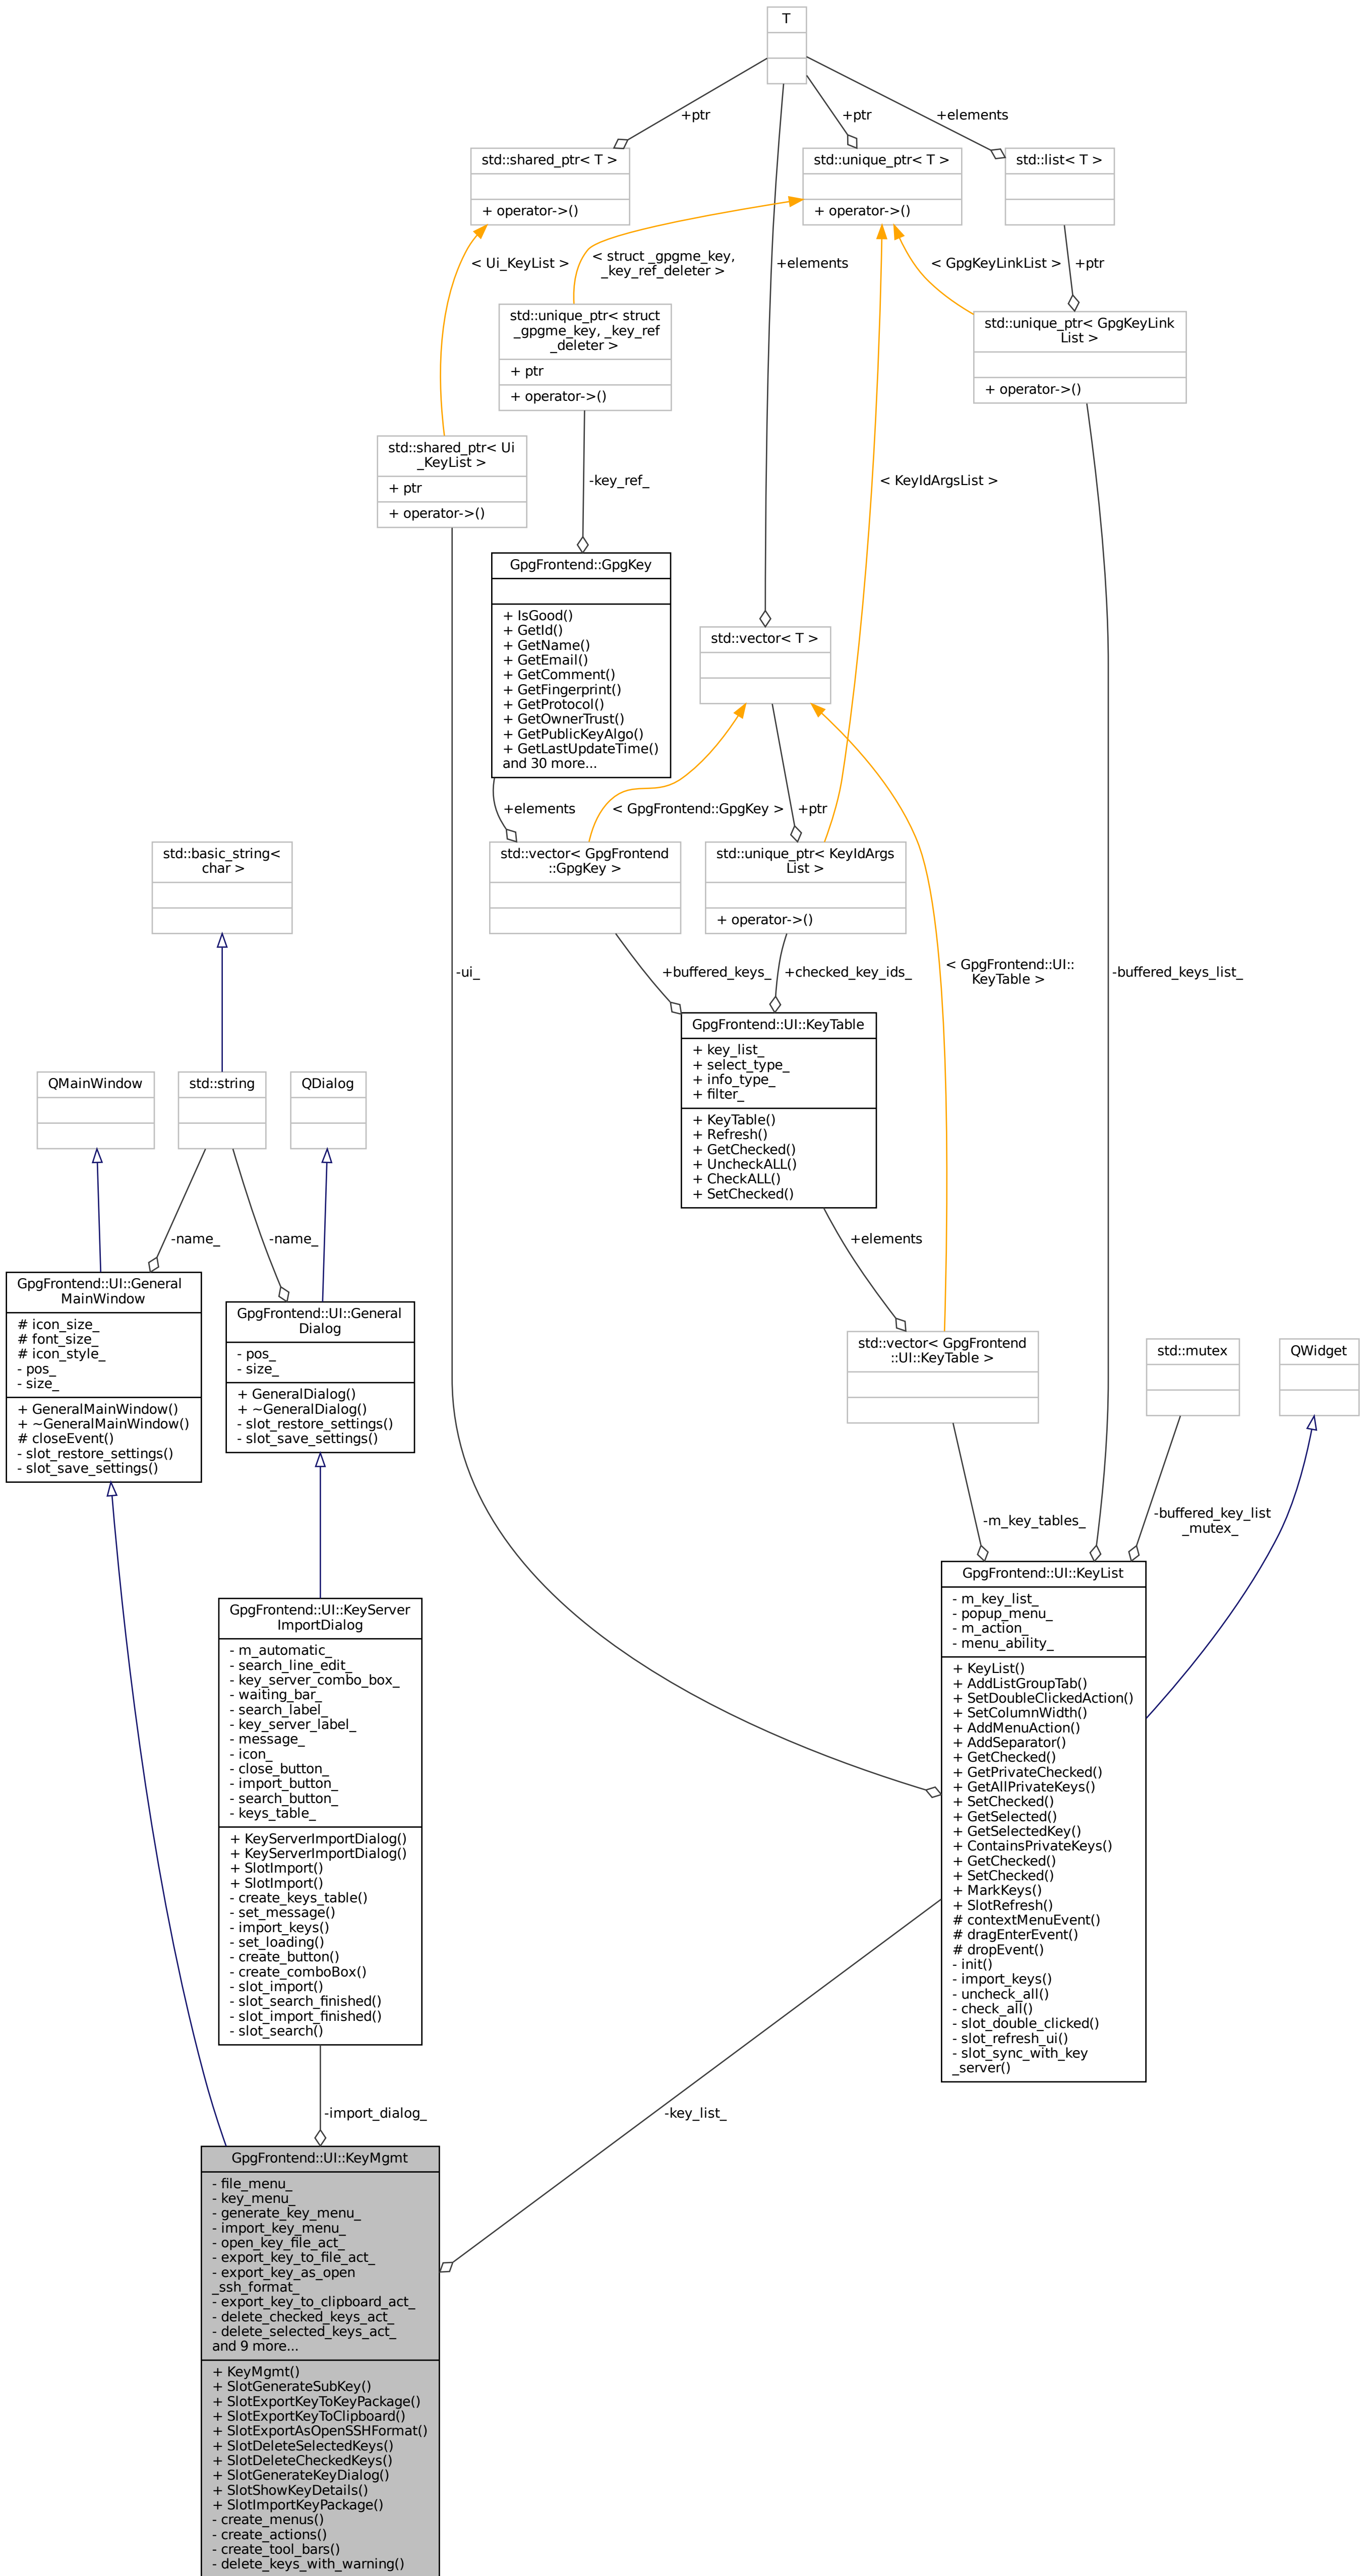 T
+ptr
+ptr
+elements
std::shared_ptr< T >
+ operator->()
std::unique_ptr< T >
+ operator->()
std::list< T >
< Ui_KeyList >
< struct _gpgme_key,
_key_ref_deleter >
+elements
< GpgKeyLinkList >
+ptr
std::unique_ptr< struct
_gpgme_key, _key_ref
_deleter >
+ ptr
+ operator->()
std::unique_ptr< GpgKeyLink
List >
+ operator->()
std::shared_ptr< Ui
_KeyList >
+ ptr
+ operator->()
-key_ref_
< KeyIdArgsList >
GpgFrontend::GpgKey
+ IsGood()
+ GetId()
+ GetName()
+ GetEmail()
+ GetComment()
+ GetFingerprint()
+ GetProtocol()
+ GetOwnerTrust()
+ GetPublicKeyAlgo()
+ GetLastUpdateTime()
and 30 more...
std::vector< T >
+elements
< GpgFrontend::GpgKey >
+ptr
std::basic_string<
char >
std::vector< GpgFrontend
::GpgKey >
std::unique_ptr< KeyIdArgs
List >
+ operator->()
-ui_
+buffered_keys_
+checked_key_ids_
< GpgFrontend::UI::
KeyTable >
-buffered_keys_list_
GpgFrontend::UI::KeyTable
+ key_list_
+ select_type_
+ info_type_
+ filter_
+ KeyTable()
+ Refresh()
+ GetChecked()
+ UncheckALL()
+ CheckALL()
+ SetChecked()
QMainWindow
std::string
QDialog
-name_
-name_
+elements
GpgFrontend::UI::General
MainWindow
# icon_size_
# font_size_
# icon_style_
- pos_
- size_
+ GeneralMainWindow()
+ ~GeneralMainWindow()
# closeEvent()
- slot_restore_settings()
- slot_save_settings()
GpgFrontend::UI::General
Dialog
- pos_
- size_
+ GeneralDialog()
+ ~GeneralDialog()
- slot_restore_settings()
- slot_save_settings()
std::vector< GpgFrontend
::UI::KeyTable >
std::mutex
QWidget
-m_key_tables_
-buffered_key_list
_mutex_
GpgFrontend::UI::KeyList
- m_key_list_
- popup_menu_
- m_action_
- menu_ability_
+ KeyList()
+ AddListGroupTab()
+ SetDoubleClickedAction()
+ SetColumnWidth()
+ AddMenuAction()
+ AddSeparator()
+ GetChecked()
+ GetPrivateChecked()
+ GetAllPrivateKeys()
+ SetChecked()
+ GetSelected()
+ GetSelectedKey()
+ ContainsPrivateKeys()
+ GetChecked()
+ SetChecked()
+ MarkKeys()
+ SlotRefresh()
# contextMenuEvent()
# dragEnterEvent()
# dropEvent()
- init()
- import_keys()
- uncheck_all()
- check_all()
- slot_double_clicked()
- slot_refresh_ui()
- slot_sync_with_key
_server()
GpgFrontend::UI::KeyServer
ImportDialog
- m_automatic_
- search_line_edit_
- key_server_combo_box_
- waiting_bar_
- search_label_
- key_server_label_
- message_
- icon_
- close_button_
- import_button_
- search_button_
- keys_table_
+ KeyServerImportDialog()
+ KeyServerImportDialog()
+ SlotImport()
+ SlotImport()
- create_keys_table()
- set_message()
- import_keys()
- set_loading()
- create_button()
- create_comboBox()
- slot_import()
- slot_search_finished()
- slot_import_finished()
- slot_search()
-import_dialog_
-key_list_
GpgFrontend::UI::KeyMgmt
- file_menu_
- key_menu_
- generate_key_menu_
- import_key_menu_
- open_key_file_act_
- export_key_to_file_act_
- export_key_as_open
_ssh_format_
- export_key_to_clipboard_act_
- delete_checked_keys_act_
- delete_selected_keys_act_
and 9 more...
+ KeyMgmt()
+ SlotGenerateSubKey()
+ SlotExportKeyToKeyPackage()
+ SlotExportKeyToClipboard()
+ SlotExportAsOpenSSHFormat()
+ SlotDeleteSelectedKeys()
+ SlotDeleteCheckedKeys()
+ SlotGenerateKeyDialog()
+ SlotShowKeyDetails()
+ SlotImportKeyPackage()
- create_menus()
- create_actions()
- create_tool_bars()
- delete_keys_with_warning()